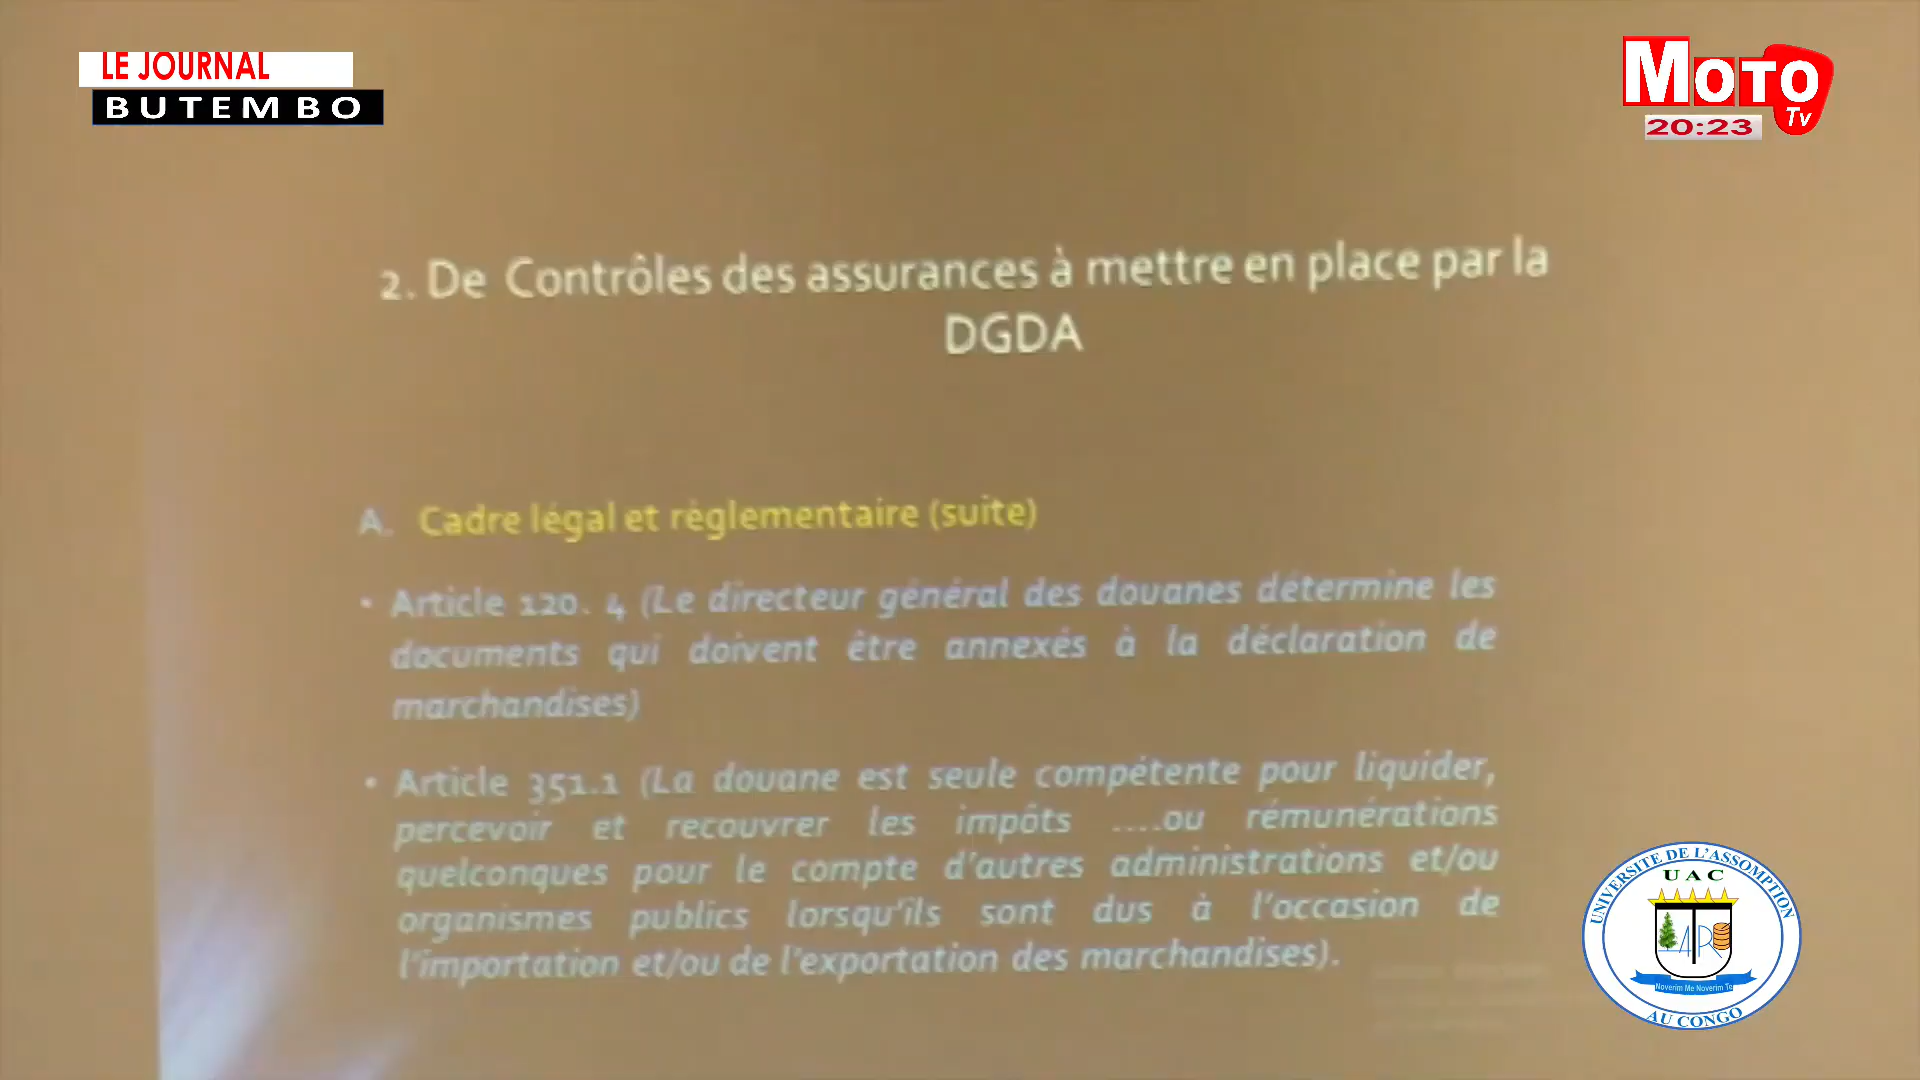 LE JOURNAL
BUTEMBO
MOTO
Tv
20:23
2. De Contrôles des assurances à mettre en place par la
DGDA
A. Cadre légal et règlementaire (suite)
• Article 120. 4 (Le directeur général des douanes détermine les
documents qui doivent être annexés à la déclaration de
marchandises)
• Article 351.1 (La douane est seule compétente pour liquider,
percevoir et recouvrer les impôts ....ou rémunérations
quelconques pour le compte d'autres administrations et/ou
organismes publics lorsqu'ils sont dus à l'occasion de
l'importation et/ou de l'exportation des marchandises).
UNIVERSITE DE L'ASSOMPTION
UAC
Noverim Me Noverim Te
AU CONGO